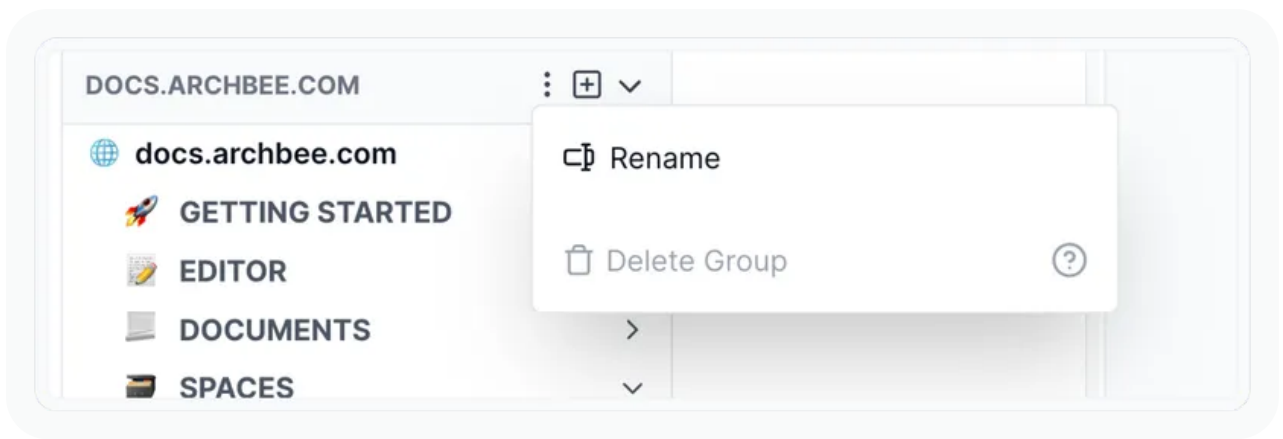 DOCS.ARCHBEE.COM
docs.archbee.com
Rename
GETTING STARTED
EDITOR
Delete Group
DOCUMENTS
SPACES